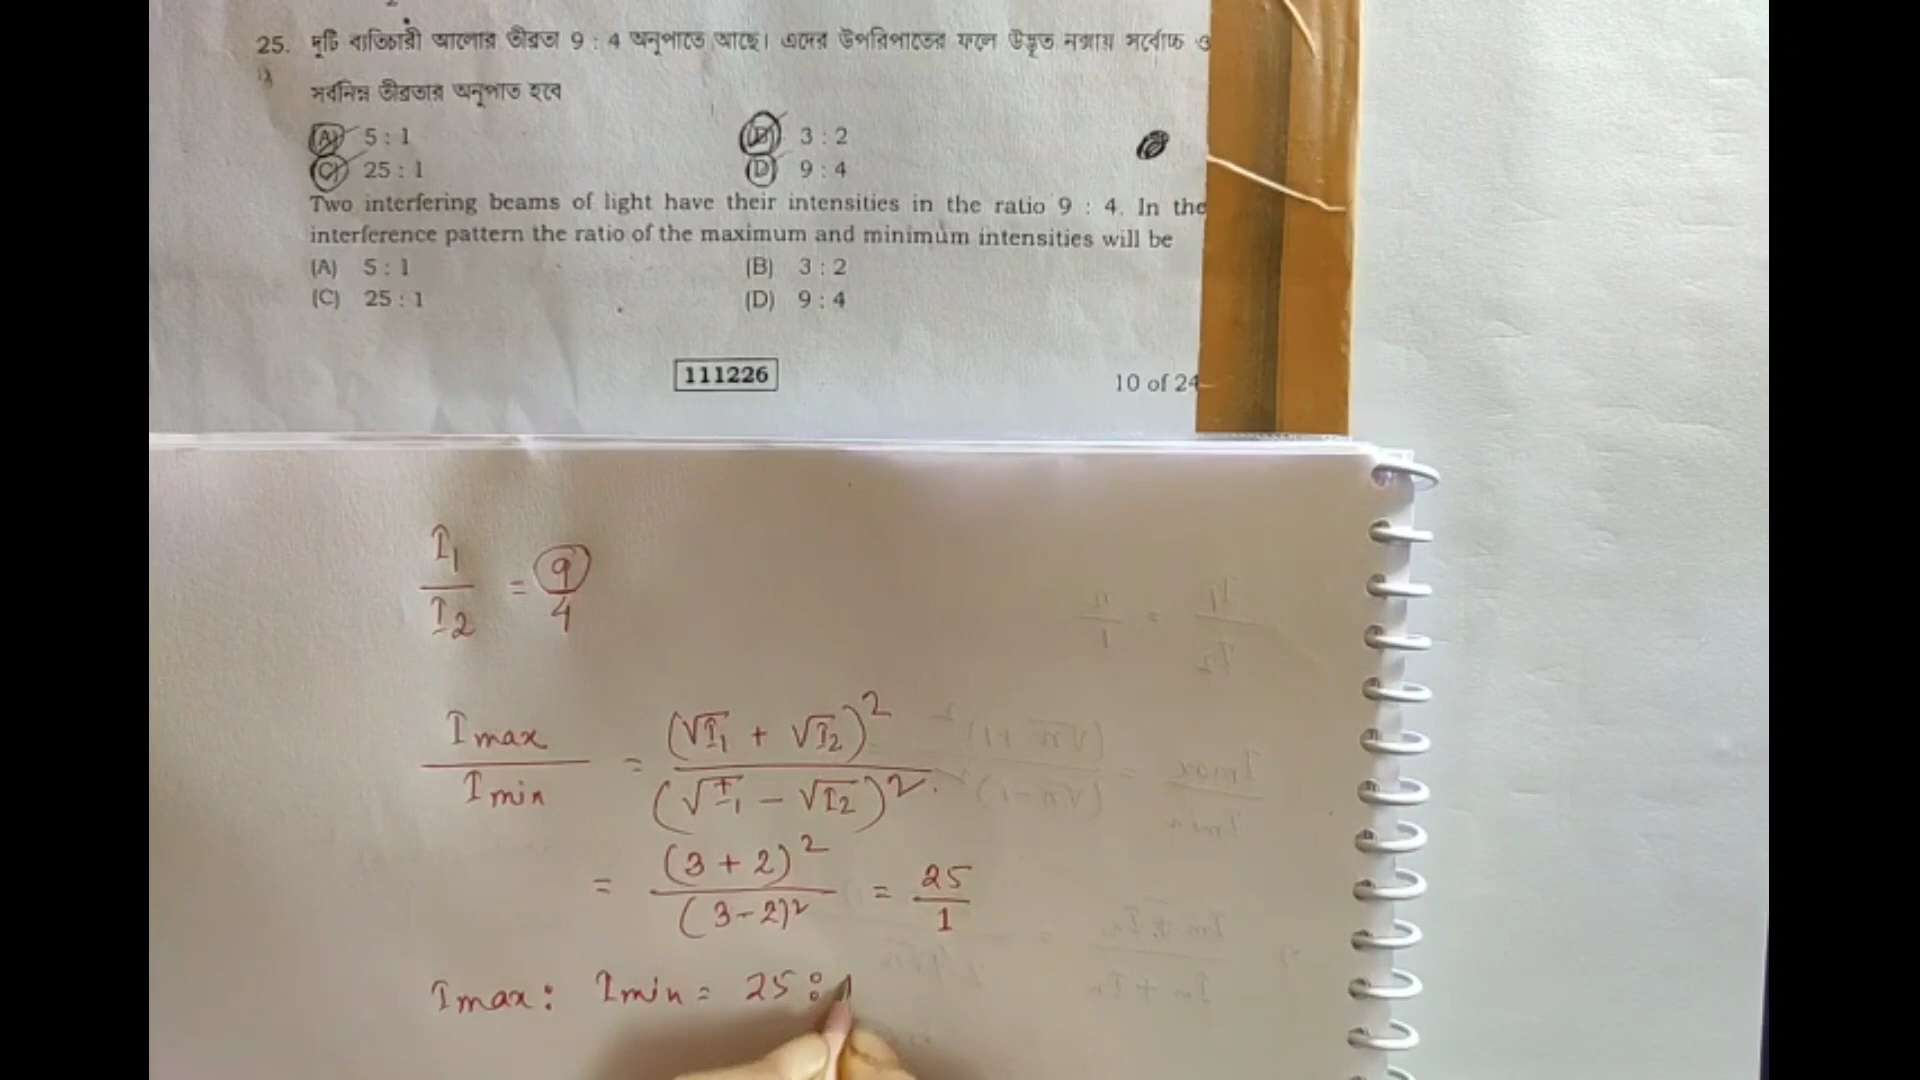 25. দুটি ব্যতিচারী আলোর তীব্রতা 9 : 4 অনুপাতে আছে। এদের উপরিপাতের ফলে উদ্ভূত নক্সায় সর্বোচ্চ ও
সর্বনিম্ন তীব্রতার অনুপাত হবে
(A) 5 : 1 (B) 3 : 2
(C) 25 : 1 (D) 9 : 4
Two interfering beams of light have their intensities in the ratio 9 : 4. In the
interference pattern the ratio of the maximum and minimum intensities will be
(A) 5 : 1 (B) 3 : 2
(C) 25 : 1 (D) 9 : 4
111226 10 of 24
I₁/I₂ = 9/4
Imax/Imin = (√I₁ + √I₂)²/(√I₁ - √I₂)²
= (3+2)²/(3-2)² = 25/1
Imax : Imin = 25 : 1